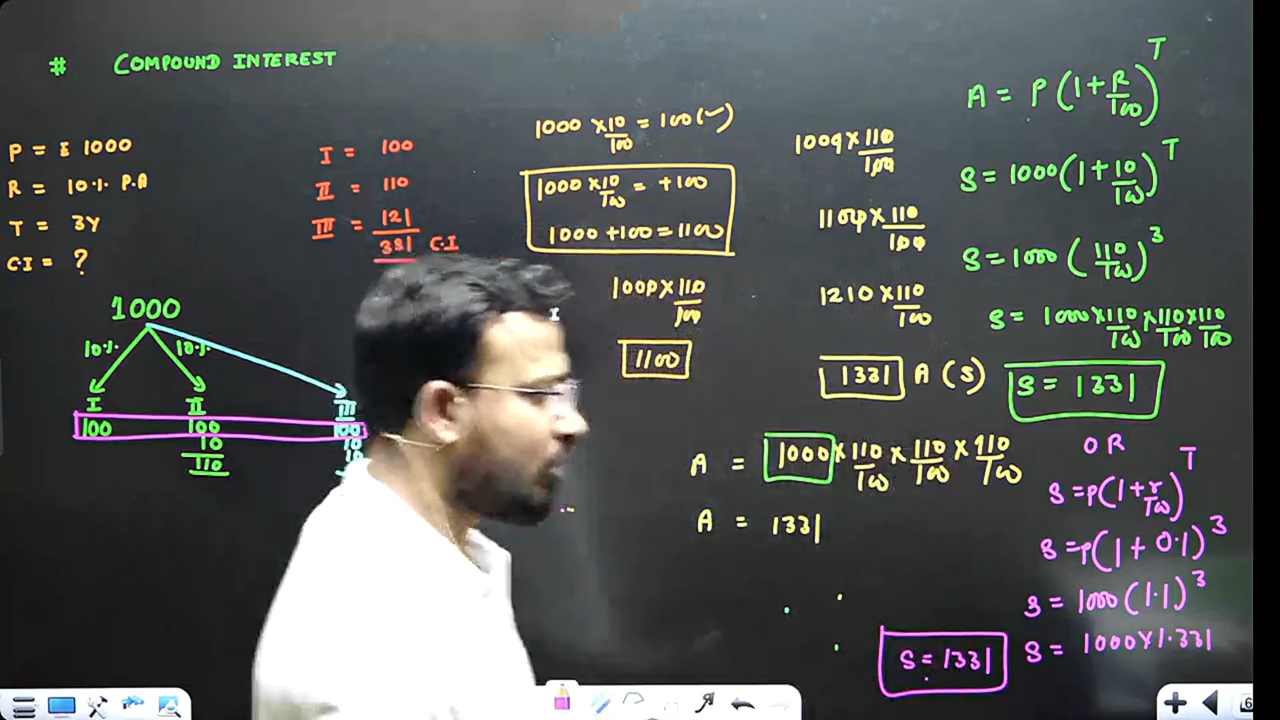 # COMPOUND INTEREST
P = ₹ 1000
R = 10% P.A
T = 3Y
C.I = ?
I = 100
II = 110
III = 121
331 C.I
1000
10% 10%
I II III
100 100 100
10 10
110 10
1000 × 10/100 = 100 (✓)
1000 × 10/100 = +100
1000 + 100 = 1100
1000 × 110/100
1100
1000 × 110/100
1100 × 110/100
1210 × 110/100
1331 A (S)
A = 1000 × 110/100 × 110/100 × 110/100
A = 1331
A = P(1 + R/100)^T
S = 1000(1 + 10/100)^T
S = 1000(110/100)^3
S = 1000 × 110/100 × 110/100 × 110/100
S = 1331
OR
S = P(1 + r/100)^T
S = P(1 + 0.1)^3
S = 1000(1.1)^3
S = 1000 × 1.331
S = 1331